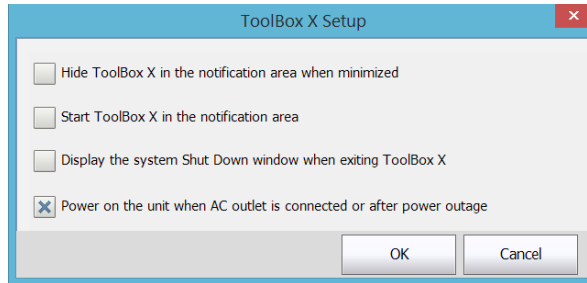 ToolBox X Setup
Hide ToolBox X in the notification area when minimized
Start ToolBox X in the notification area
Display the system Shut Down window when exiting ToolBox X
Power on the unit when AC outlet is connected or after power outage
OK
Cancel